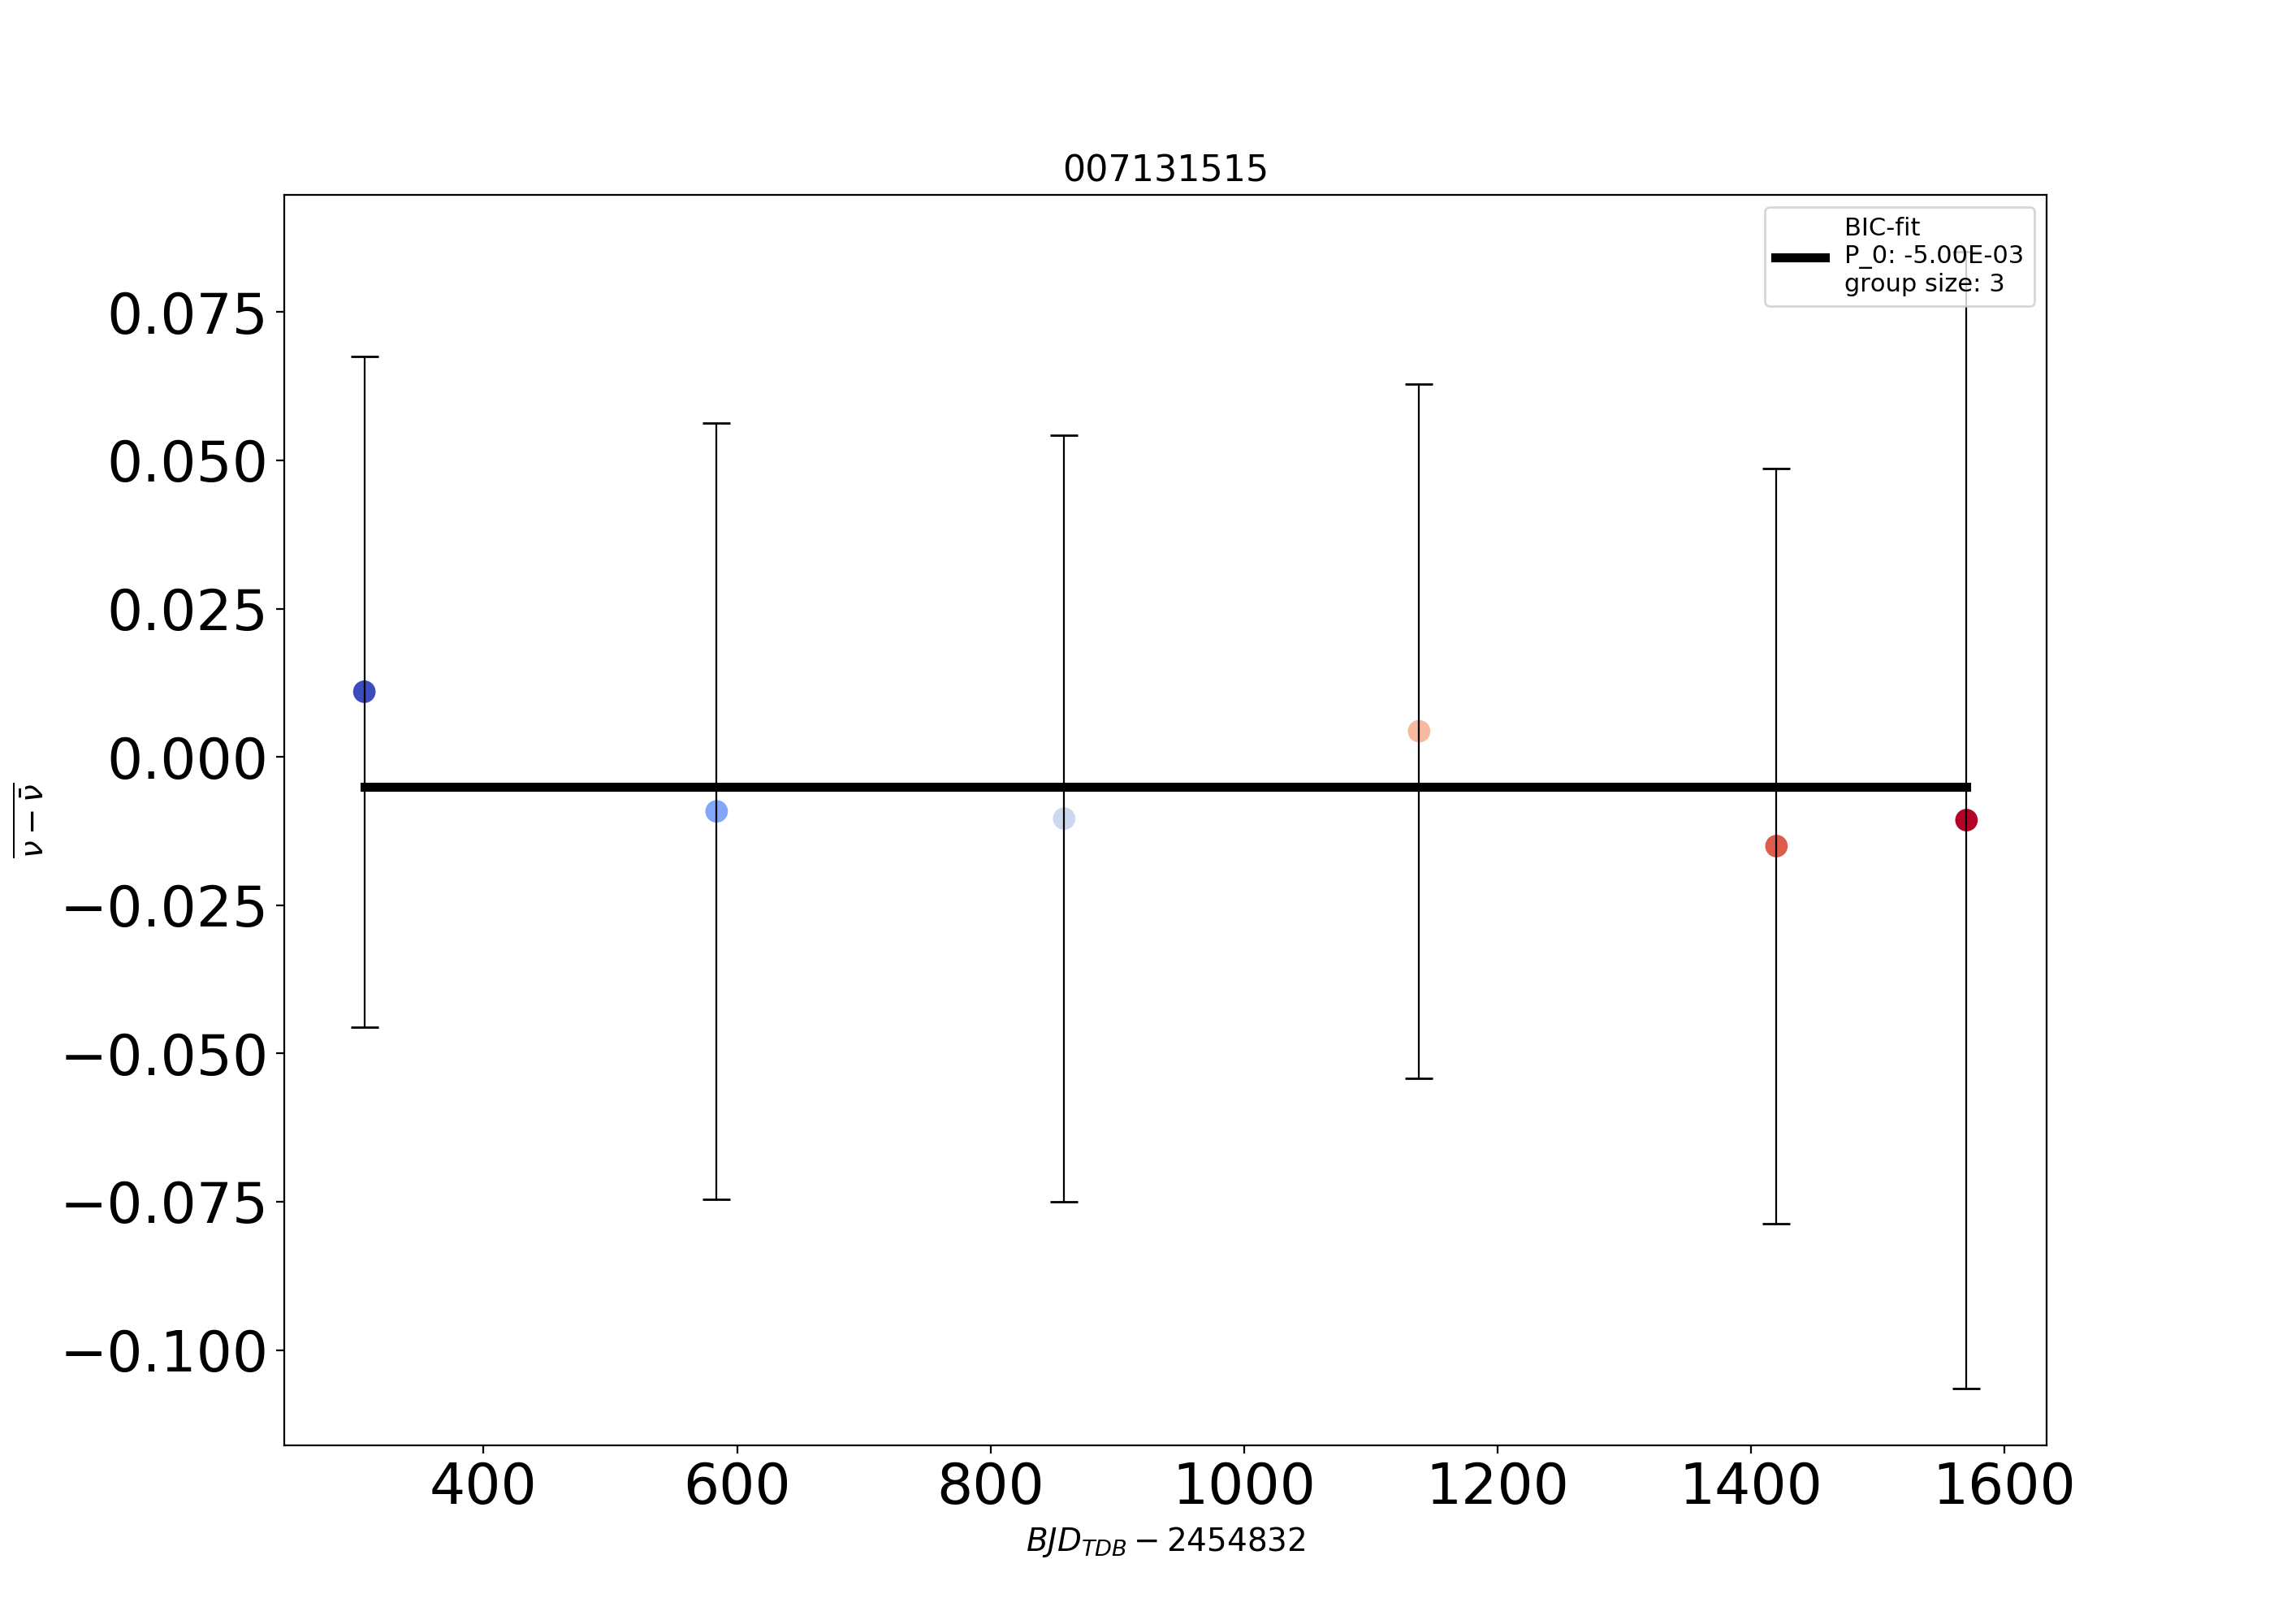 007131515
BIC-fit
P_0: -5.00E-03
group size: 3
0.075
0.050
0.025
0.000
−0.025
−0.050
−0.075
−0.100
ν − ν̄
400 600 800 1000 1200 1400 1600
BJD_TDB − 2454832